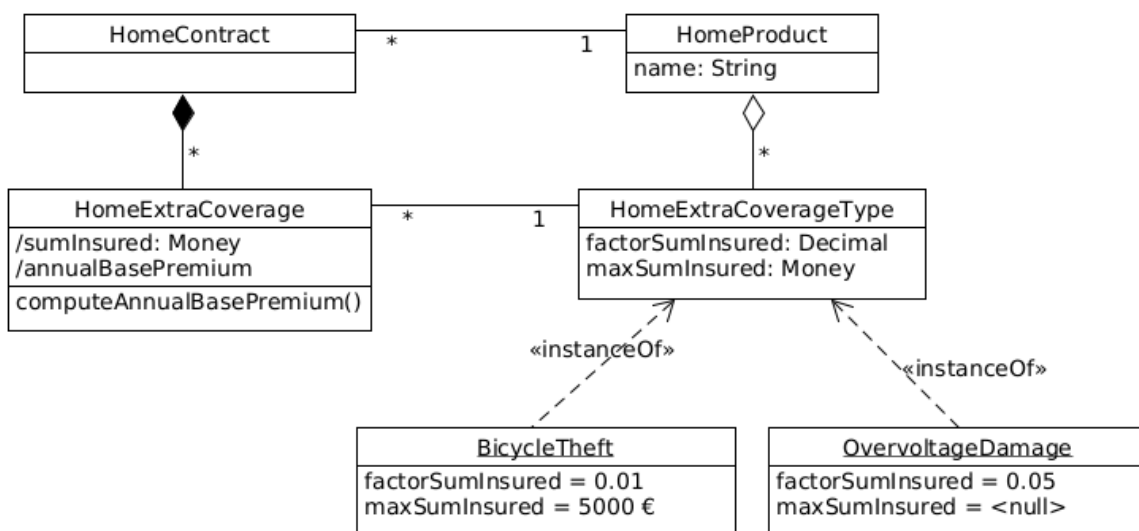 HomeContract
HomeProduct
* 1
name: String
*
*
HomeExtraCoverage
HomeExtraCoverageType
* 1
/sumInsured: Money
/annualBasePremium
factorSumInsured: Decimal
maxSumInsured: Money
computeAnnualBasePremium()
«instanceOf»
«instanceOf»
BicycleTheft
factorSumInsured = 0.01
maxSumInsured = 5000 €
OvervoltageDamage
factorSumInsured = 0.05
maxSumInsured = <null>